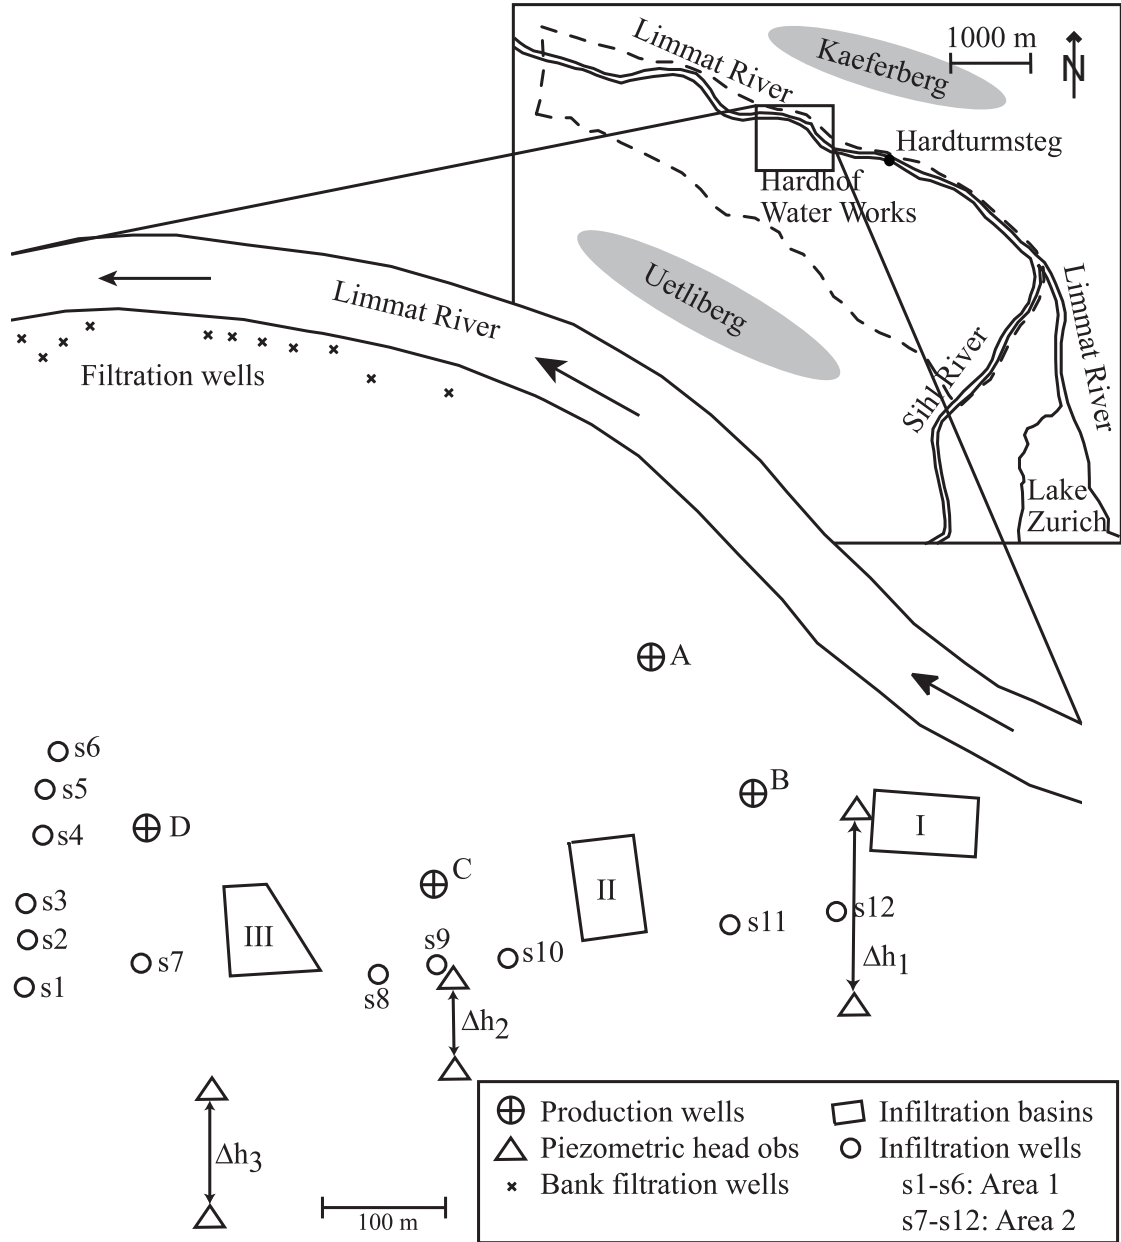 Limmat River
Kaeferberg
1000 m
N
Hardturmsteg
Hardhof
Water Works
Uetliberg
Limmat River
Sihl River
Lake
Zurich
Limmat River
Filtration wells
A
B
s6
s5
s4
D
I
C
II
s3
s2
s1
s7
III
s9
s8
s10
s11
s12
Δh1
Δh2
Δh3
100 m
Production wells
Piezometric head obs
Bank filtration wells
Infiltration basins
Infiltration wells
s1-s6: Area 1
s7-s12: Area 2